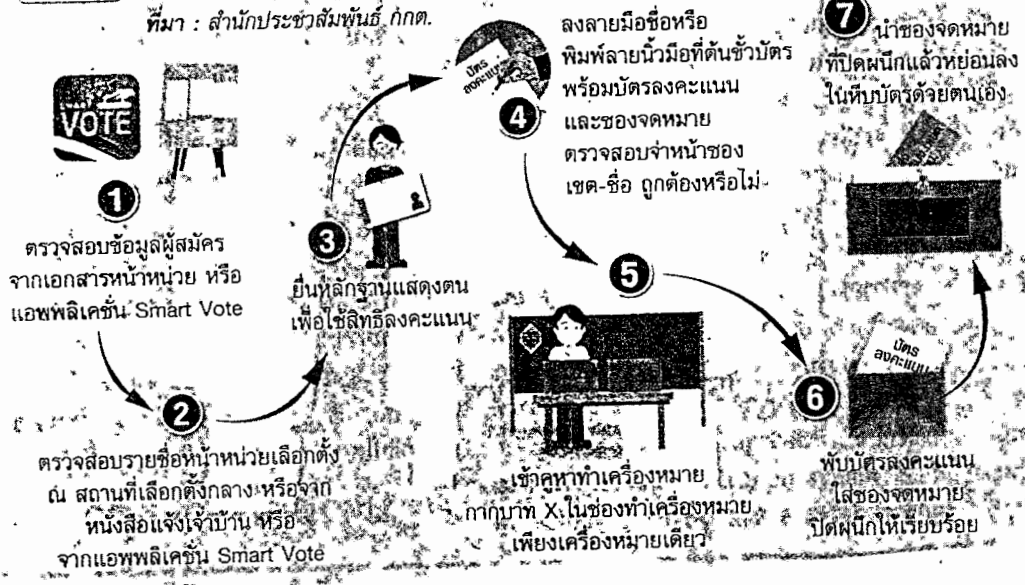 ที่มา : สำนักประชาสัมพันธ์ กกต.
VOTE
1
ตรวจสอบข้อมูลผู้สมัคร
จากเอกสารหน้าหน่วย หรือ
แอพพลิเคชั่น Smart Vote
2
ตรวจสอบรายชื่อหน้าหน่วยเลือกตั้ง
ณ สถานที่เลือกตั้งกลาง หรือจาก
หนังสือแจ้งเจ้าบ้าน หรือ
จากแอพพลิเคชั่น Smart Vote
3
ยื่นหลักฐานแสดงตน
เพื่อใช้สิทธิลงคะแนน
บัตร
ลงคะแนน
4
ลงลายมือชื่อหรือ
พิมพ์ลายนิ้วมือที่ต้นขั้วบัตร
พร้อมบัตรลงคะแนน
และซองจดหมาย
ตรวจสอบจ่าหน้าซอง
เขต-ชื่อ ถูกต้องหรือไม่
5
เข้าคูหาทำเครื่องหมาย
กากบาท X ในช่องทำเครื่องหมาย
เพียงเครื่องหมายเดียว
บัตร
ลงคะแนน
6
พับบัตรลงคะแนน
ใส่ซองจดหมาย
ปิดผนึกให้เรียบร้อย
7
นำซองจดหมาย
ที่ปิดผนึกแล้วหย่อนลง
ในหีบบัตรด้วยตนเอง